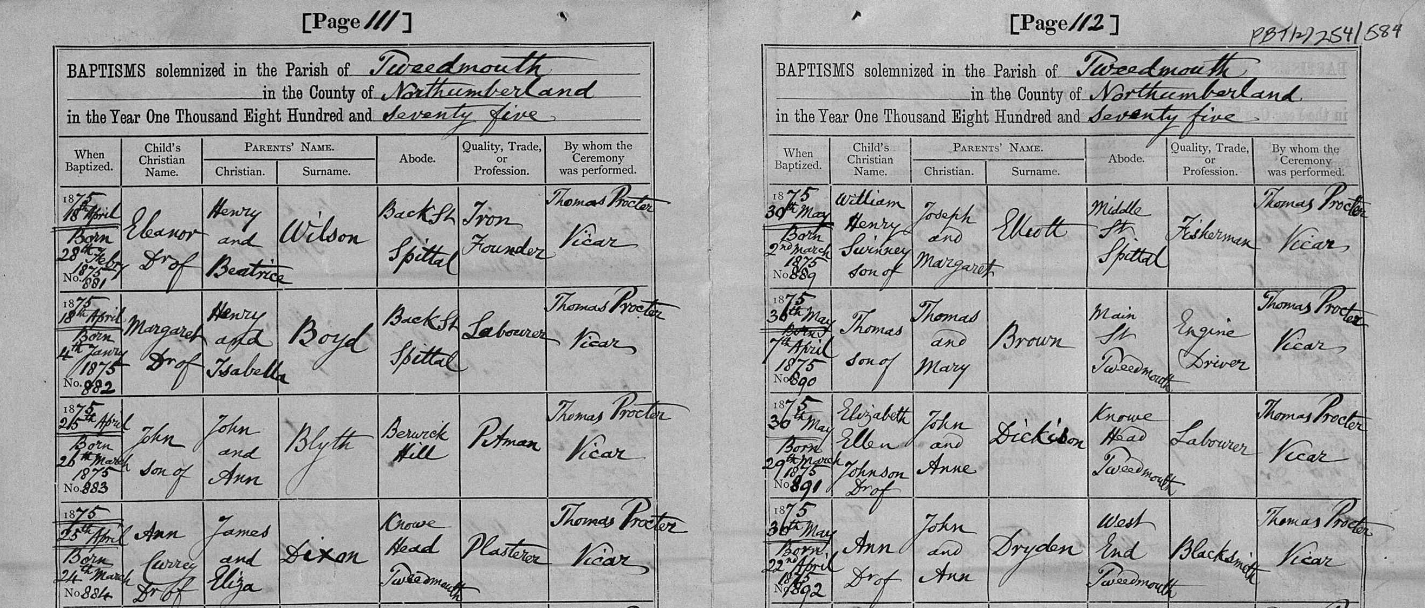 [Page 111]
BAPTISMS solemnized in the Parish of Tweedmouth
in the County of Northumberland
in the Year One Thousand Eight Hundred and seventy five
When Baptized. Child's Christian Name. PARENTS' NAME. Christian. Surname. Abode. Quality, Trade, or Profession. By whom the Ceremony was performed.
1875
18th April
Born
28th Feby
1875
No. 881
Eleanor
Dr of
Henry
and
Beatrice
Wilson
Back St
Spittal
Iron
Founder
Thomas Procter
Vicar
1875
18th April
Born
4th Janry
1875
No. 882
Margaret
Dr of
Henry
and
Isabella
Boyd
Back St
Spittal
Labourer
Thomas Procter
Vicar
1875
25th April
Born
26th March
1875
No. 883
John
son of
John
and
Ann
Blyth
Berwick
Hill
Pitman
Thomas Procter
Vicar
1875
25th April
Born
24th March
No. 884
Ann
Currey
Dr of
James
and
Eliza
Dixon
Knowe
Head
Tweedmouth
Plasterer
Thomas Procter
Vicar
[Page 112]
BAPTISMS solemnized in the Parish of Tweedmouth
in the County of Northumberland
in the Year One Thousand Eight Hundred and seventy five
When Baptized. Child's Christian Name. PARENTS' NAME. Christian. Surname. Abode. Quality, Trade, or Profession. By whom the Ceremony was performed.
1875
30th May
Born
2nd March
1875
No. 889
William
Henry
Swinney
son of
Joseph
and
Margaret
Elliott
Middle
St
Spittal
Fisherman
Thomas Procter
Vicar
1875
30th May
Born
7th April
1875
No. 890
Thomas
son of
Thomas
and
Mary
Brown
Main
St
Tweedmouth
Engine
Driver
Thomas Procter
Vicar
1875
30th May
Born
29th March
1875
No. 891
Elizabeth
Ellen
Johnson
Dr of
John
and
Anne
Dickison
Knowe
Head
Tweedmouth
Labourer
Thomas Procter
Vicar
1875
30th May
Born
22nd April
1875
No. 892
Ann
Dr of
John
and
Ann
Dryden
West
End
Tweedmouth
Blacksmith
Thomas Procter
Vicar